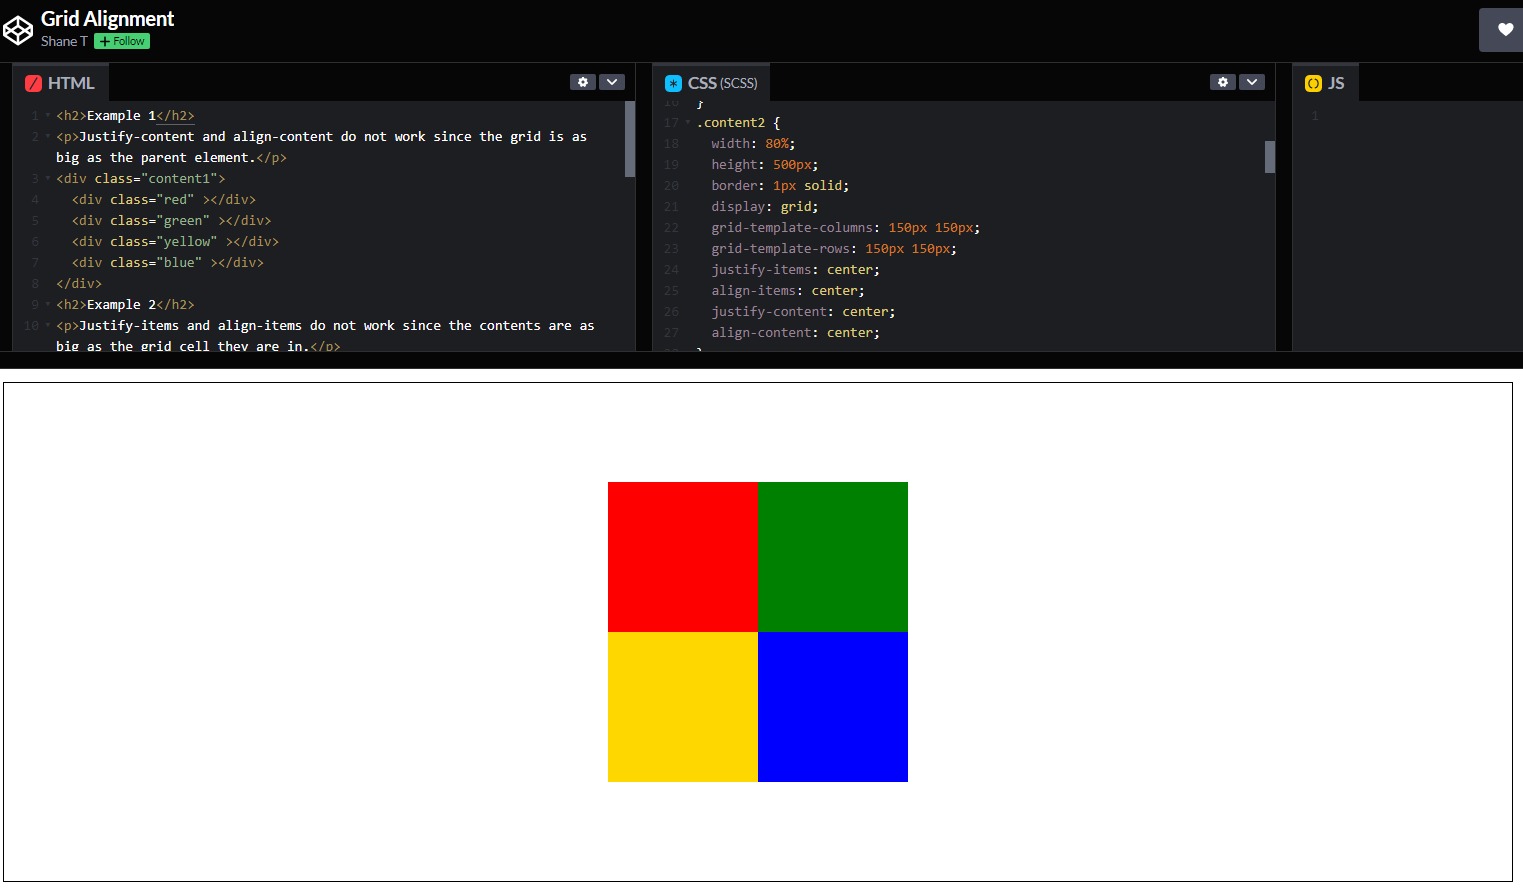 Grid Alignment
Shane T + Follow
HTML
1 <h2>Example 1</h2>
2 <p>Justify-content and align-content do not work since the grid is as
big as the parent element.</p>
3 <div class="content1">
4 <div class="red" ></div>
5 <div class="green" ></div>
6 <div class="yellow" ></div>
7 <div class="blue" ></div>
8 </div>
9 <h2>Example 2</h2>
10 <p>Justify-items and align-items do not work since the contents are as
big as the grid cell they are in.</p>
CSS (SCSS)
16 }
17 .content2 {
18 width: 80%;
19 height: 500px;
20 border: 1px solid;
21 display: grid;
22 grid-template-columns: 150px 150px;
23 grid-template-rows: 150px 150px;
24 justify-items: center;
25 align-items: center;
26 justify-content: center;
27 align-content: center;
JS
1